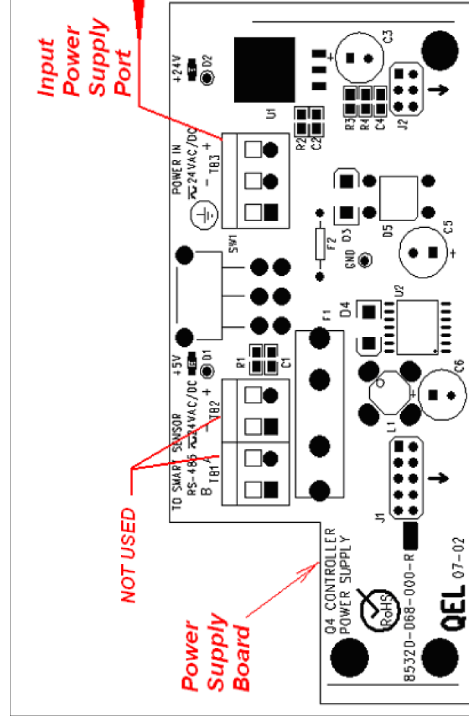 Input
Power
Supply
Port
+24V
D2
POWER IN
24VAC/DC
- +
TB3
U1
C3
R2
C2
R3
R4
C4
J2
SW1
F2
GND
D3
D5
C5
+
NOT USED
+5V
D1
TO SMART SENSOR
RS-485 24VAC/DC
B A - +
TB1 TB2
R1
C1
F1
D4
U2
L1
C6
+
J1
Power
Supply
Board
Q4 CONTROLLER
POWER SUPPLY
RoHS
8532D-D68-000-R
QEL 07-02